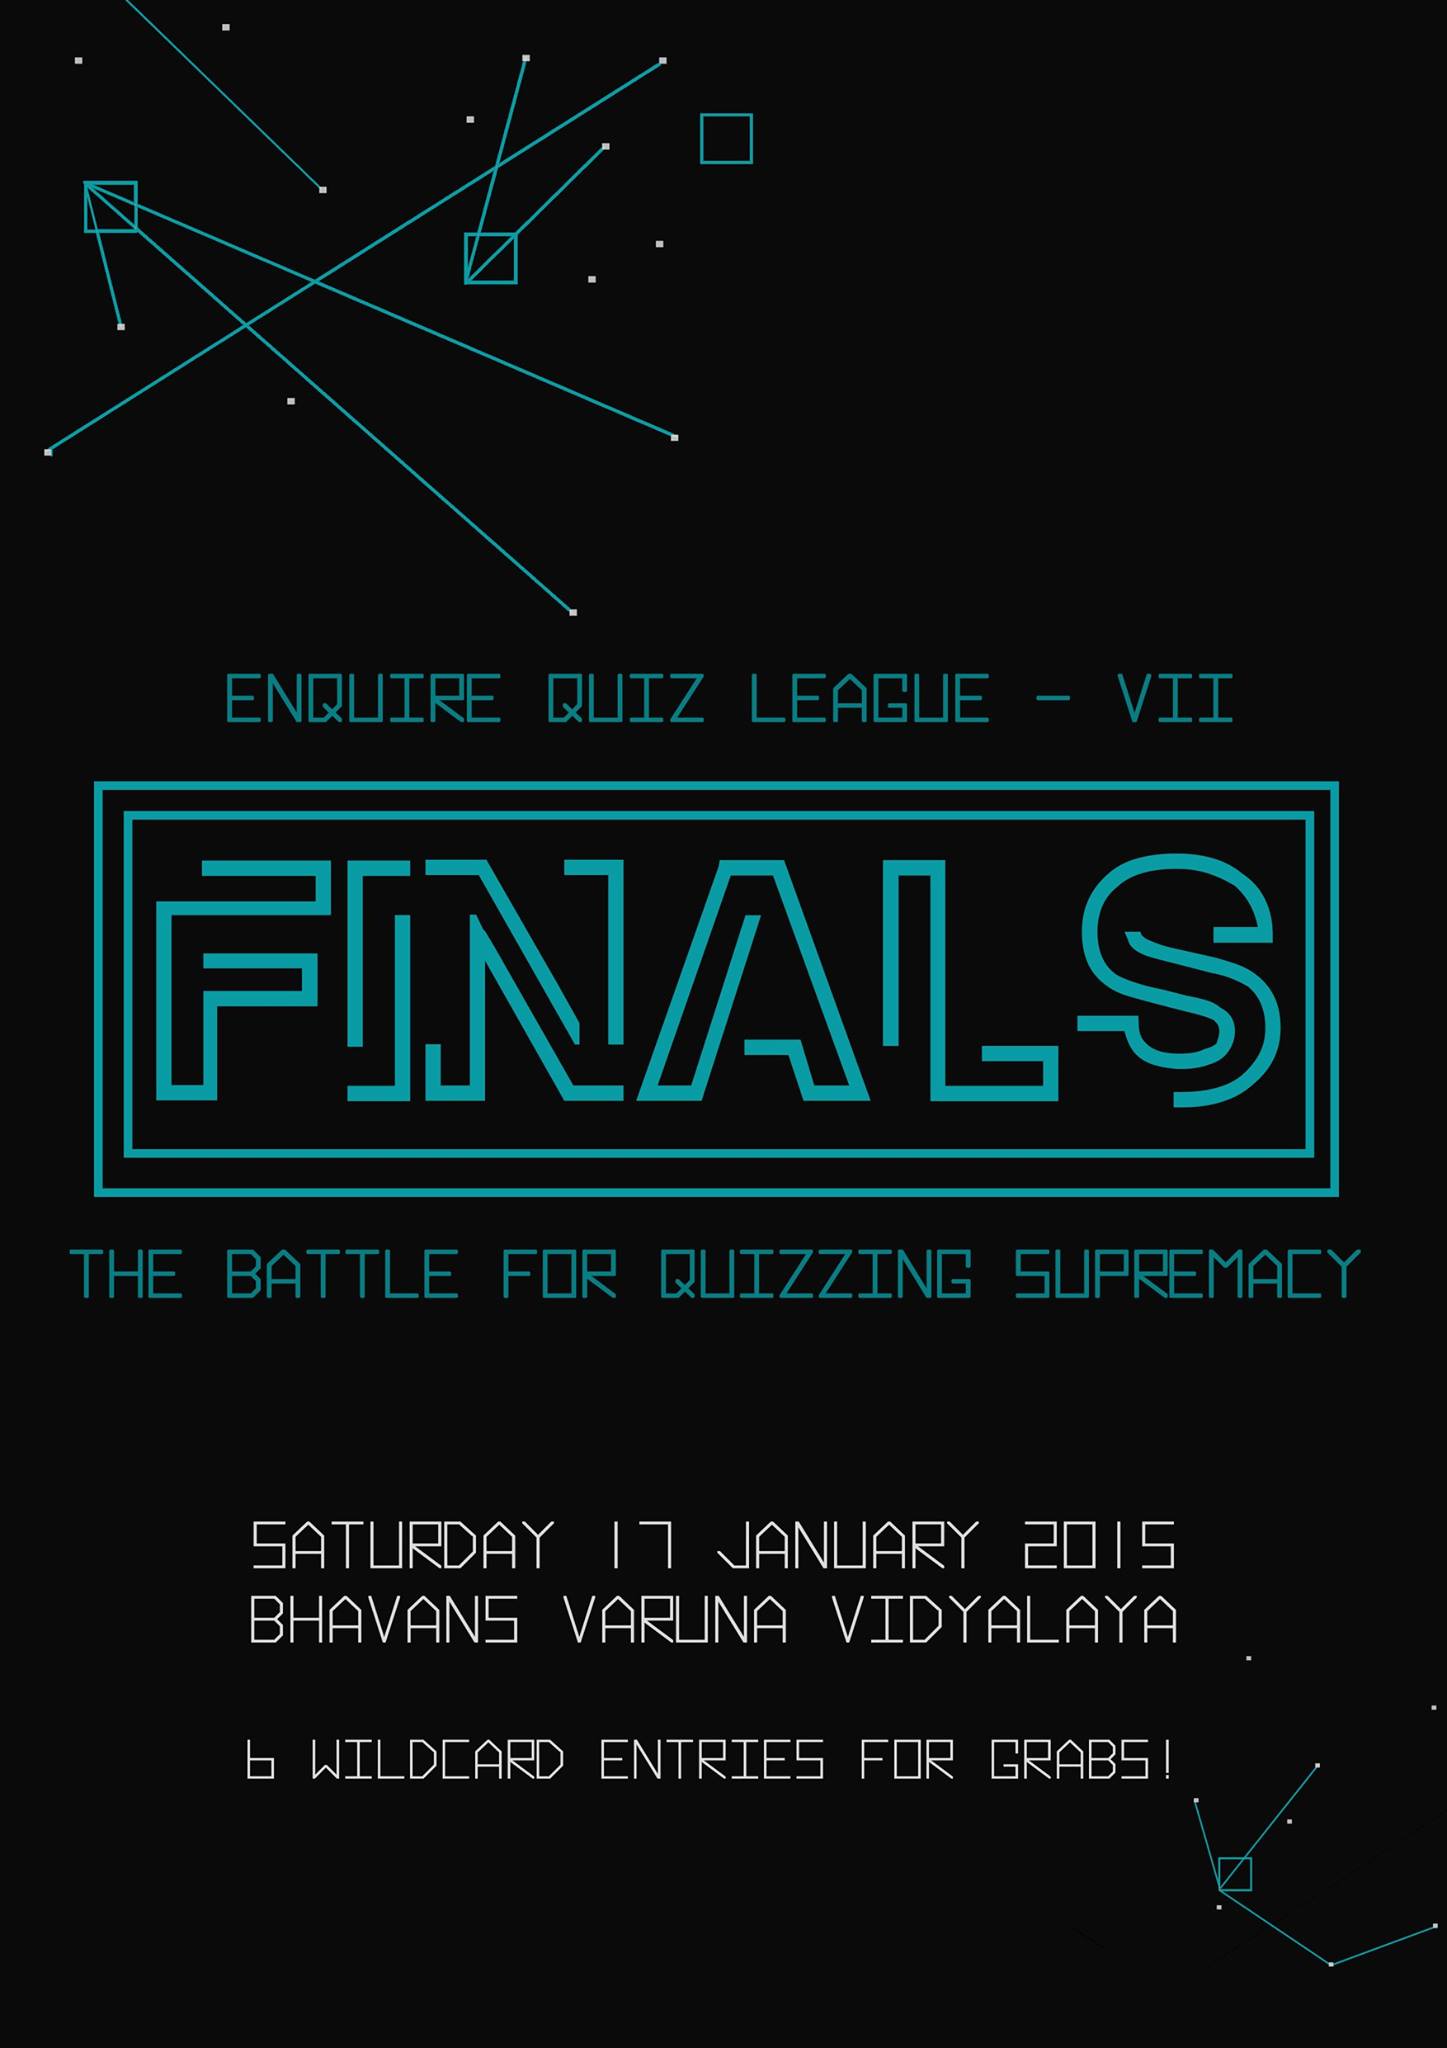 ENQUIRE QUIZ LEAGUE - VII
FINALS
THE BATTLE FOR QUIZZING SUPREMACY
SATURDAY 17 JANUARY 2015
BHAVANS VARUNA VIDYALAYA
6 WILDCARD ENTRIES FOR GRABS!